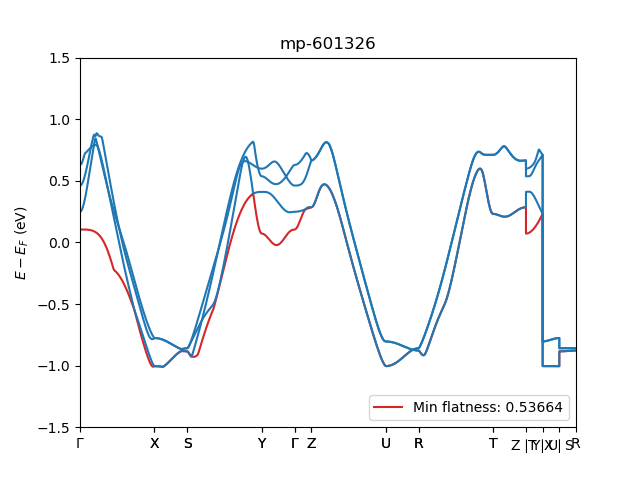 mp-601326
E − E_F (eV)
1.5
1.0
0.5
0.0
−0.5
−1.0
−1.5
Min flatness: 0.53664
Γ X S Y Γ Z U R T Z | T Y | X U | S R